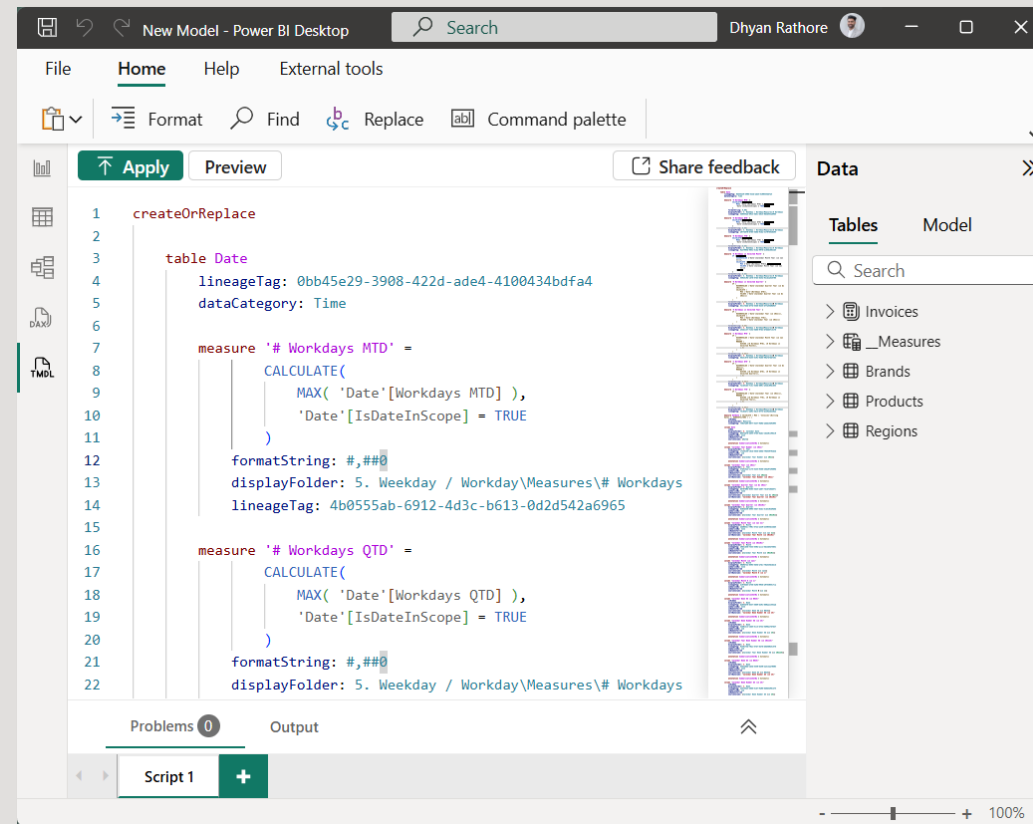 New Model - Power BI Desktop
Search
Dhyan Rathore
File
Home
Help
External tools
Format
Find
Replace
Command palette
Apply
Preview
Share feedback
1 createOrReplace
2
3 table Date
4 lineageTag: 0bb45e29-3908-422d-ade4-4100434bdfa4
5 dataCategory: Time
6
7 measure '# Workdays MTD' =
8 CALCULATE(
9 MAX( 'Date'[Workdays MTD] ),
10 'Date'[IsDateInScope] = TRUE
11 )
12 formatString: #,##0
13 displayFolder: 5. Weekday / Workday\Measures\# Workdays
14 lineageTag: 4b0555ab-6912-4d3c-b613-0d2d542a6965
15
16 measure '# Workdays QTD' =
17 CALCULATE(
18 MAX( 'Date'[Workdays QTD] ),
19 'Date'[IsDateInScope] = TRUE
20 )
21 formatString: #,##0
22 displayFolder: 5. Weekday / Workday\Measures\# Workdays
DAX
TMDL
Data
Tables
Model
Search
Invoices
__Measures
Brands
Products
Regions
Problems 0
Output
Script 1
+
- + 100%